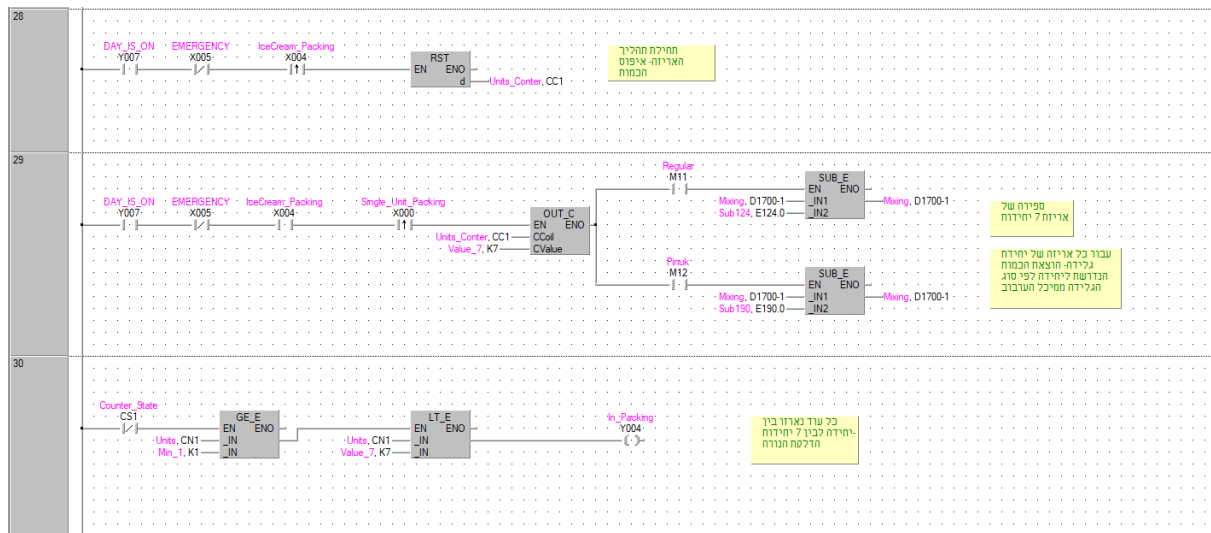 28
DAY_IS_ON EMERGENCY IceCream_Packing
Y007 X005 X004
RST
EN ENO
d Units_Conter, CC1
תחילת תהליך
האריזה- איפוס
הכמות
29
Regular
M11
SUB_E
EN ENO
Mixing, D1700-1 _IN1 Mixing, D1700-1
Sub124, E124.0 _IN2
DAY_IS_ON EMERGENCY IceCream_Packing Single_Unit_Packing
Y007 X005 X004 X000
OUT_C
EN ENO
Units_Conter, CC1 CCoil
Value_7, K7 CValue
ספירה של
אריזת 7 יחידות
Pinuk
M12
SUB_E
EN ENO
Mixing, D1700-1 _IN1 Mixing, D1700-1
Sub190, E190.0 _IN2
עבור כל אריזה של יחידת
גלידה- הוצאת הכמות
הנדרשת ליחידה לפי סוג
הגלידה ממיכל הערבוב
30
Counter_State
CS1
GE_E
EN ENO
Units, CN1 _IN
Min_1, K1 _IN
LT_E
EN ENO
Units, CN1 _IN
Value_7, K7 _IN
In_Packing
Y004
כל עוד נארזו בין
יחידה לבין 7 יחידות-
הדלקת הנורה